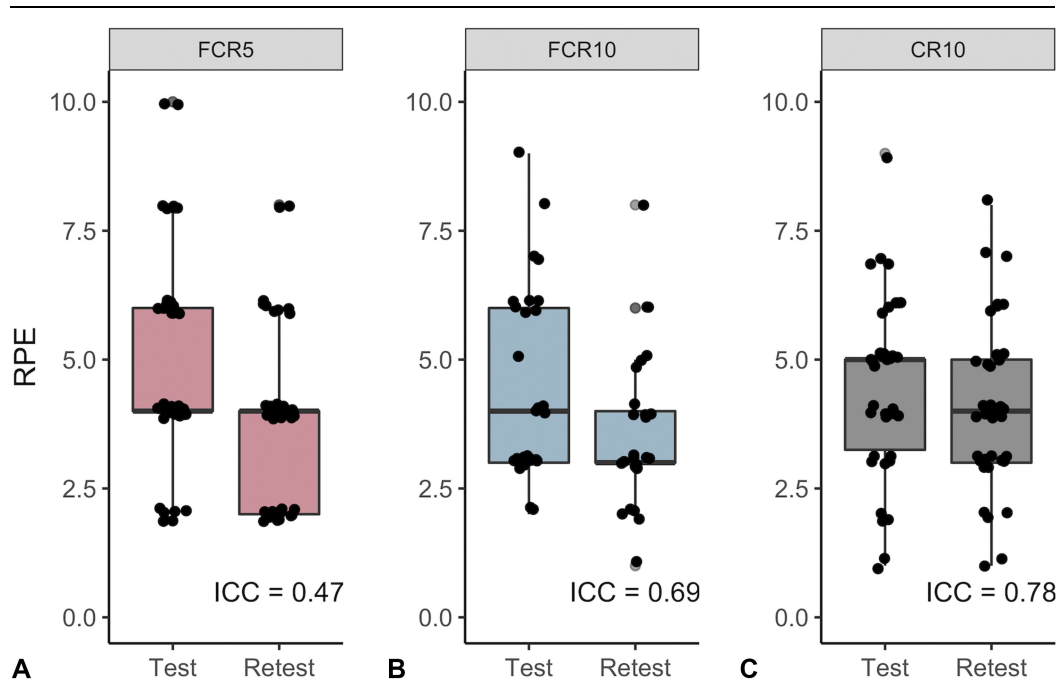 FCR5
FCR10
CR10
RPE
10.0
7.5
5.0
2.5
0.0
ICC = 0.47
Test
Retest
A
10.0
7.5
5.0
2.5
0.0
ICC = 0.69
Test
Retest
B
10.0
7.5
5.0
2.5
0.0
ICC = 0.78
Test
Retest
C